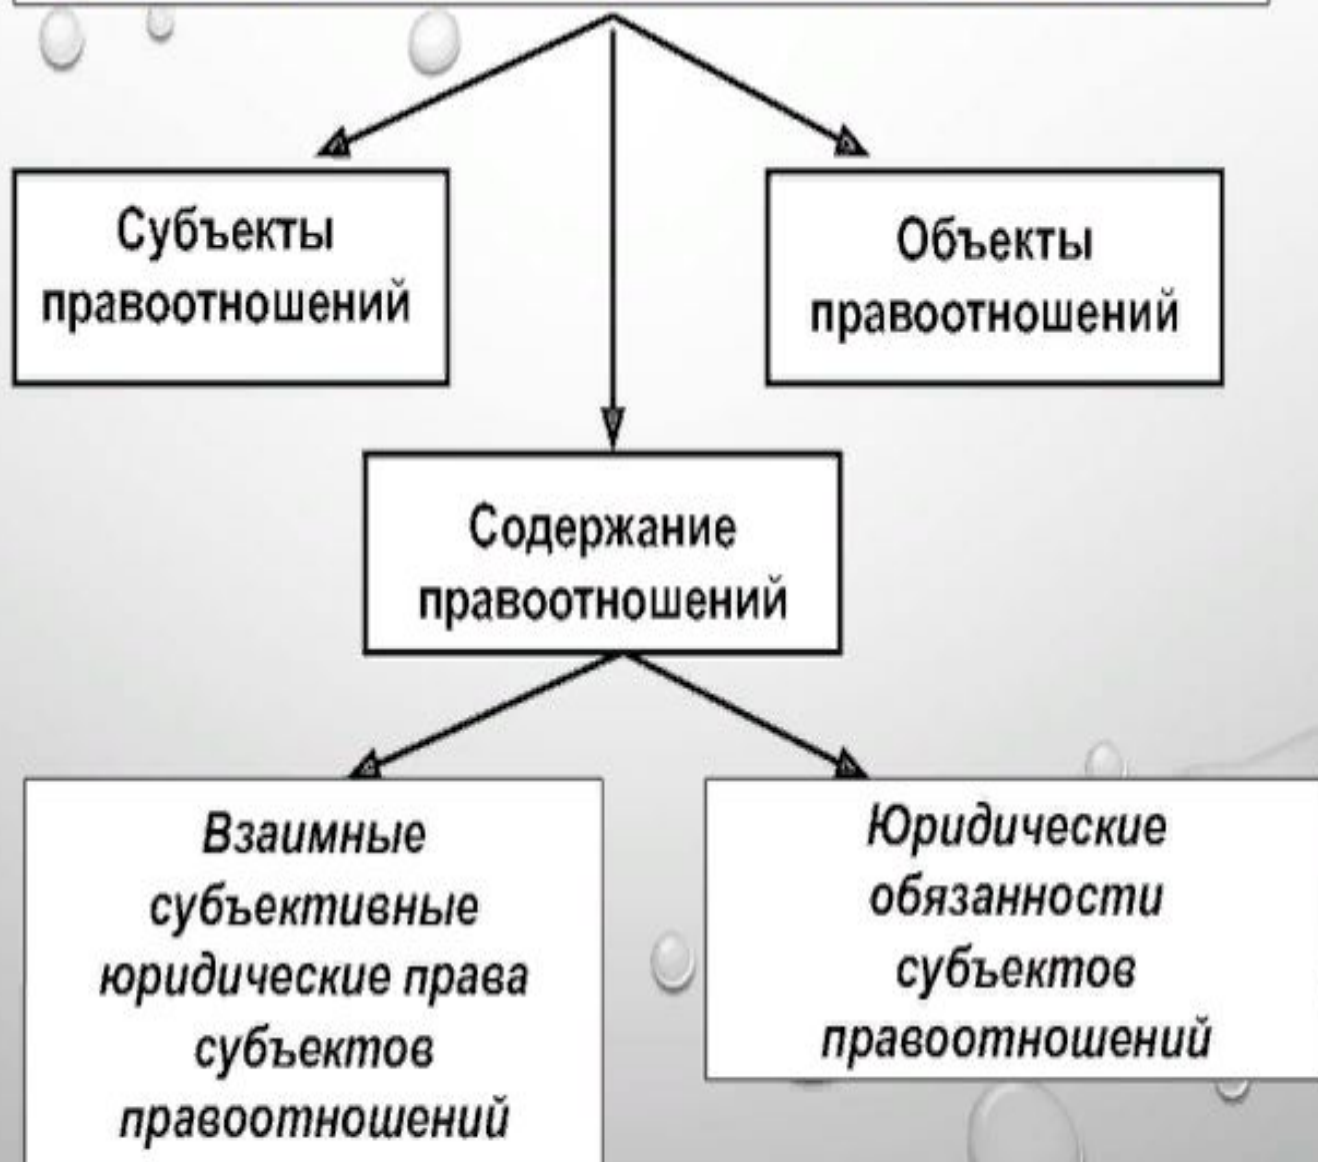 Субъекты
правоотношений
Объекты
правоотношений
Содержание
правоотношений
Взаимные
субъективные
юридические права
субъектов
правоотношений
Юридические
обязанности
субъектов
правоотношений